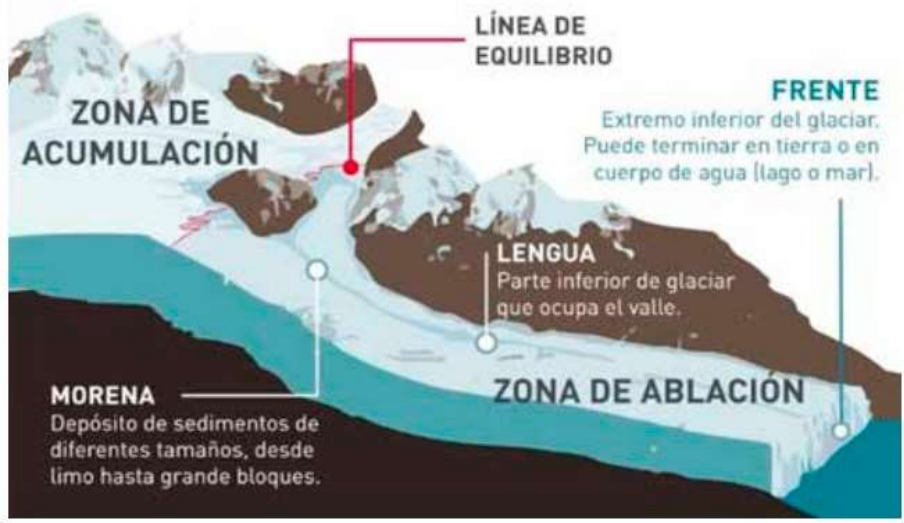 LÍNEA DE
EQUILIBRIO
ZONA DE
ACUMULACIÓN
FRENTE
Extremo inferior del glaciar.
Puede terminar en tierra o en
cuerpo de agua (lago o mar).
LENGUA
Parte inferior de glaciar
que ocupa el valle.
ZONA DE ABLACIÓN
MORENA
Depósito de sedimentos de
diferentes tamaños, desde
limo hasta grande bloques.